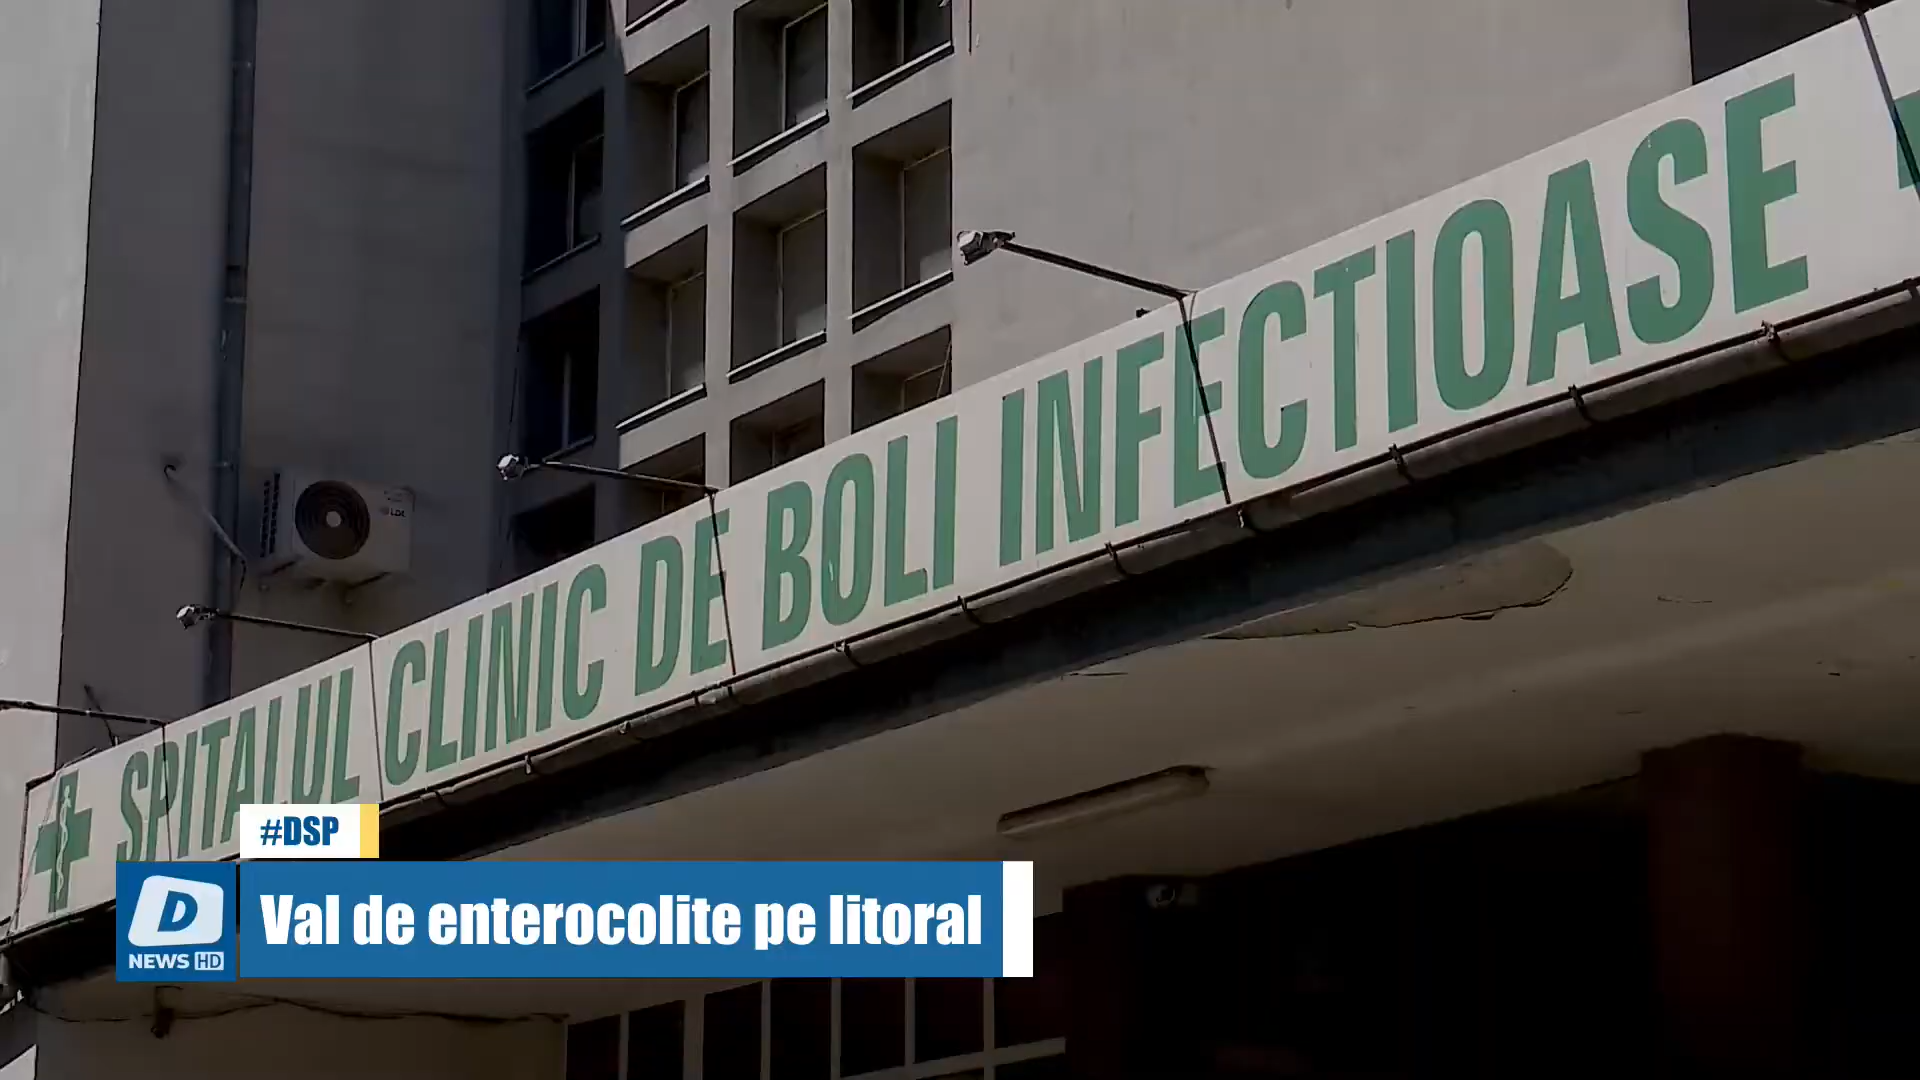 SPITALUL CLINIC DE BOLI INFECTIOASE
#DSP
Val de enterocolite pe litoral
D
NEWS HD